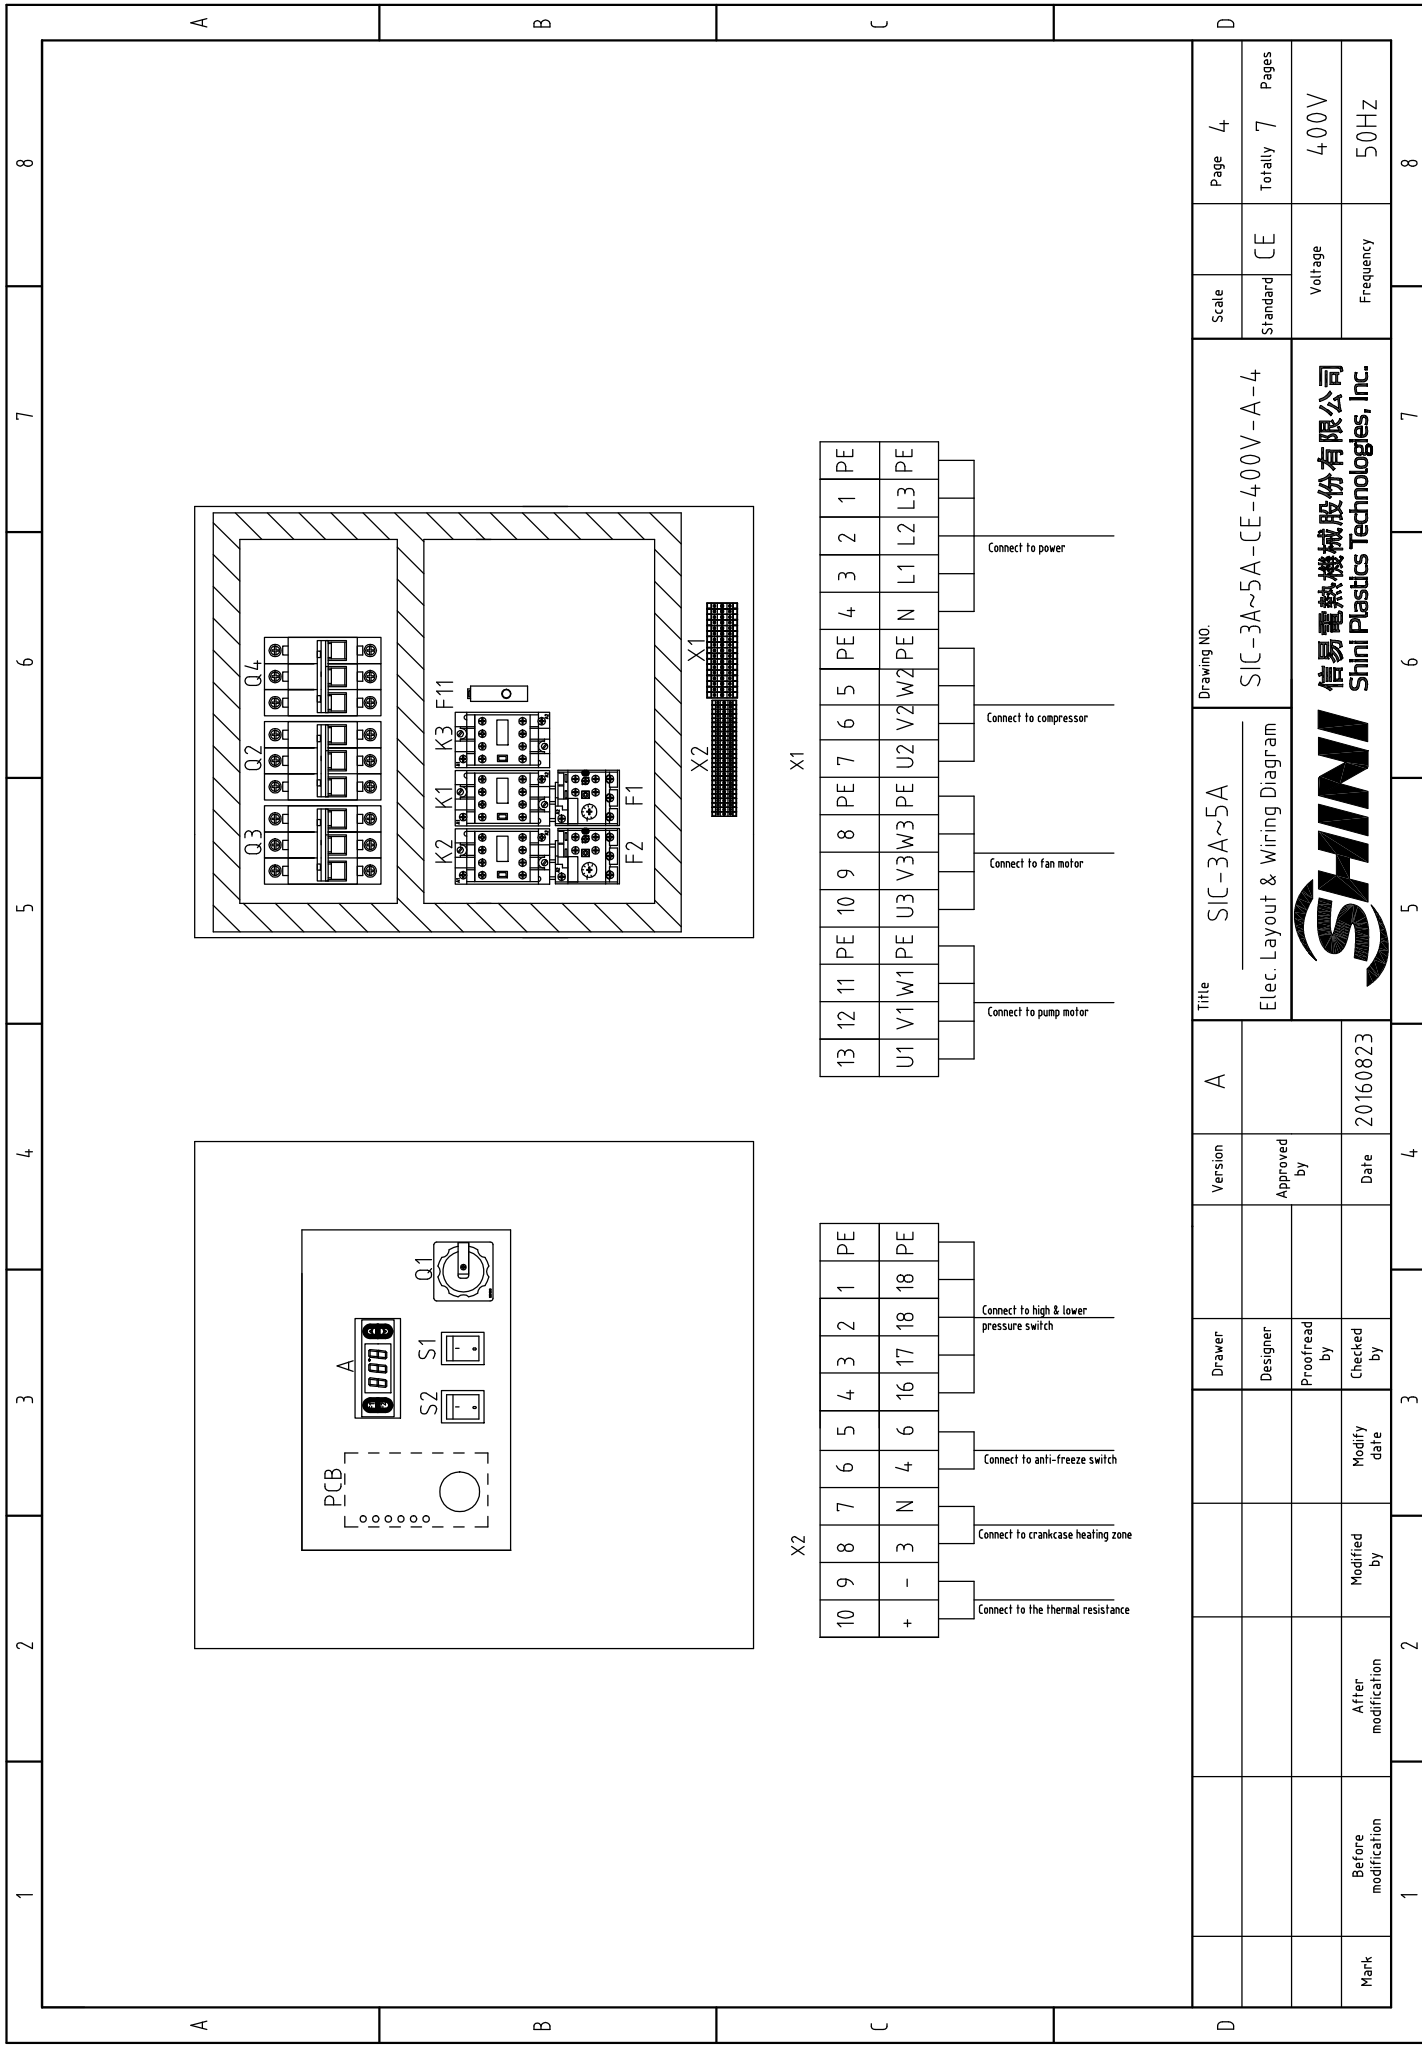 1 2 3 4 5 6 7 8
A A
B B
C C
D D
PCB
A
S2 S1
Q1
Q3 Q2 Q4
K2 K1 K3 F11
F2 F1
X2 X1
X2
10 9 8 7 6 5 4 3 2 1 PE
+ - 3 N 4 6 16 17 18 18 PE
Connect to the thermal resistance
Connect to crankcase heating zone
Connect to anti-freeze switch
Connect to high & lower
pressure switch
X1
13 12 11 PE 10 9 8 PE 7 6 5 PE 4 3 2 1 PE
U1 V1 W1 PE U3 V3 W3 PE U2 V2 W2 PE N L1 L2 L3 PE
Connect to pump motor
Connect to fan motor
Connect to compressor
Connect to power
Mark
Before
modification
After
modification
Modified
by
Modify
date
Drawer
Designer
Proofread
by
Checked
by
Version A
Approved
by
Date 20160823
Title
SIC-3A~5A
Elec. Layout & Wiring Diagram
Drawing NO.
SIC-3A~5A-CE-400V-A-4
SHINI
信易電熱機械股份有限公司
Shini Plastics Technologies, Inc.
Scale
Page 4
Standard CE
Totally 7 Pages
Voltage 400V
Frequency 50HZ
1 2 3 4 5 6 7 8